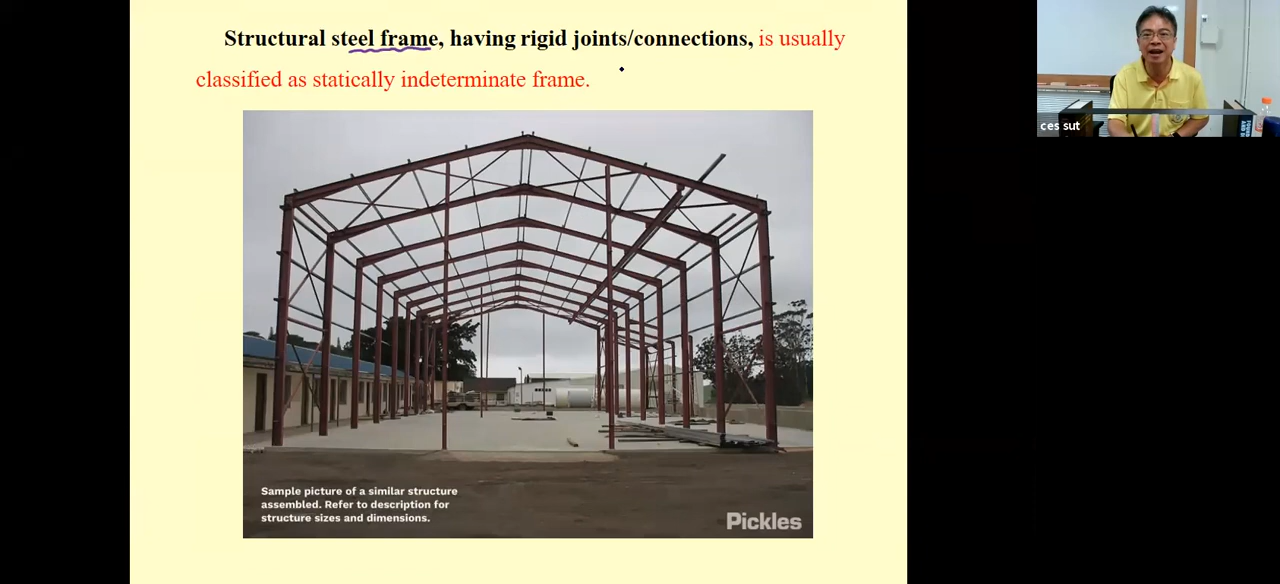 Structural steel frame, having rigid joints/connections, is usually
classified as statically indeterminate frame.
ces sut
Sample picture of a similar structure
assembled. Refer to description for
structure sizes and dimensions.
Pickles